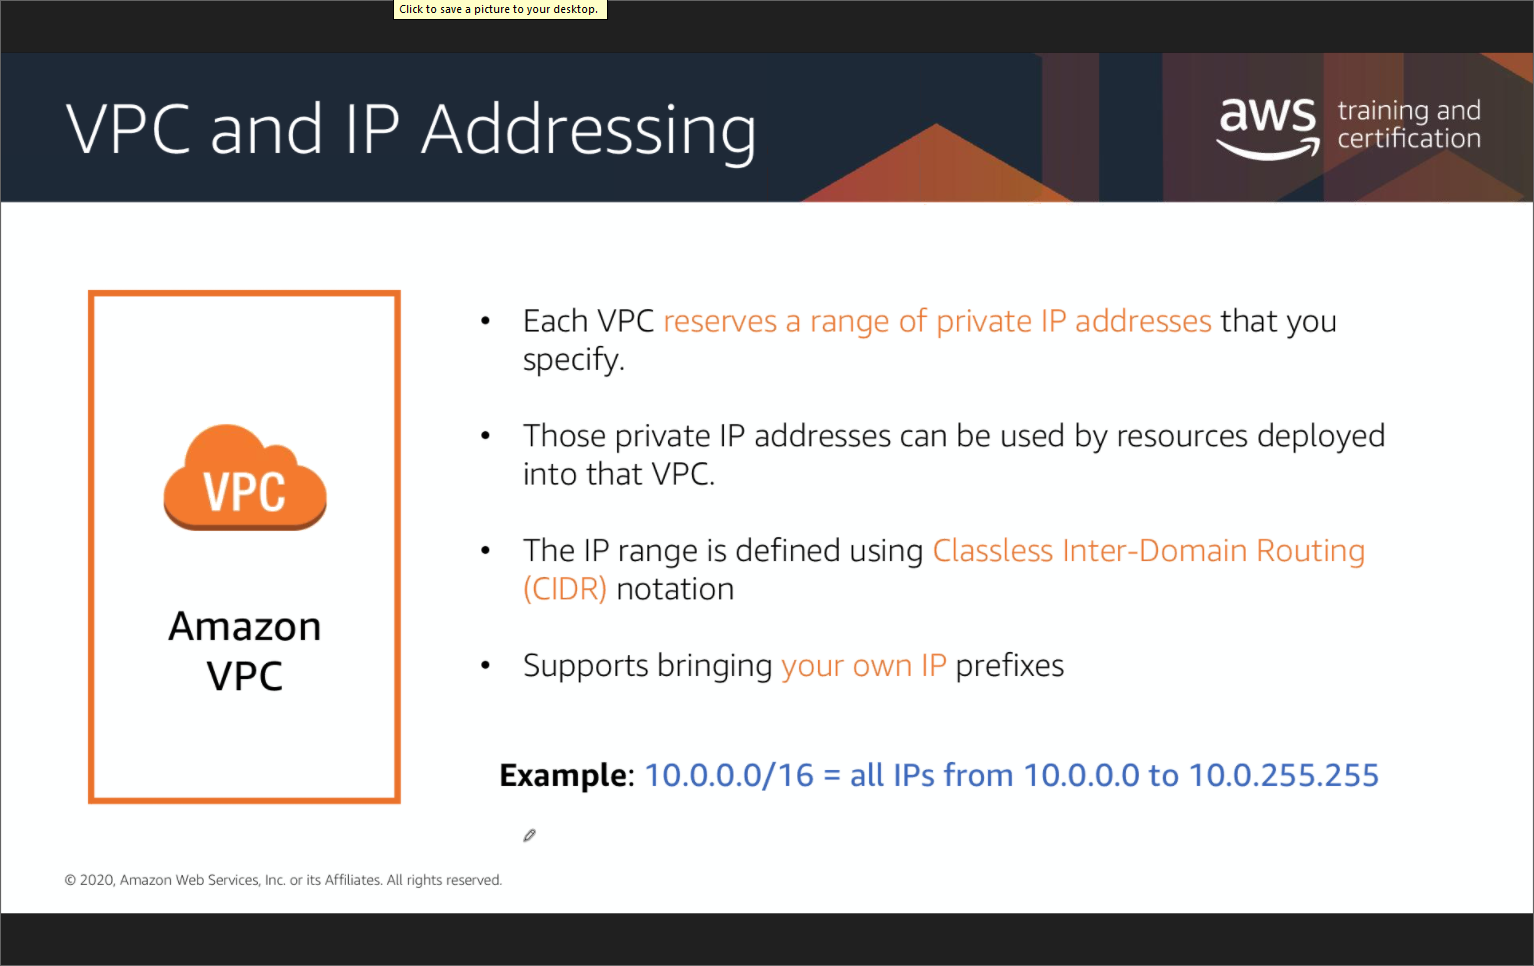 Click to save a picture to your desktop.
VPC and IP Addressing
aws training and
certification
• Each VPC reserves a range of private IP addresses that you
specify.
• Those private IP addresses can be used by resources deployed
into that VPC.
• The IP range is defined using Classless Inter-Domain Routing
(CIDR) notation
• Supports bringing your own IP prefixes
VPC
Amazon
VPC
Example: 10.0.0.0/16 = all IPs from 10.0.0.0 to 10.0.255.255
© 2020, Amazon Web Services, Inc. or its Affiliates. All rights reserved.